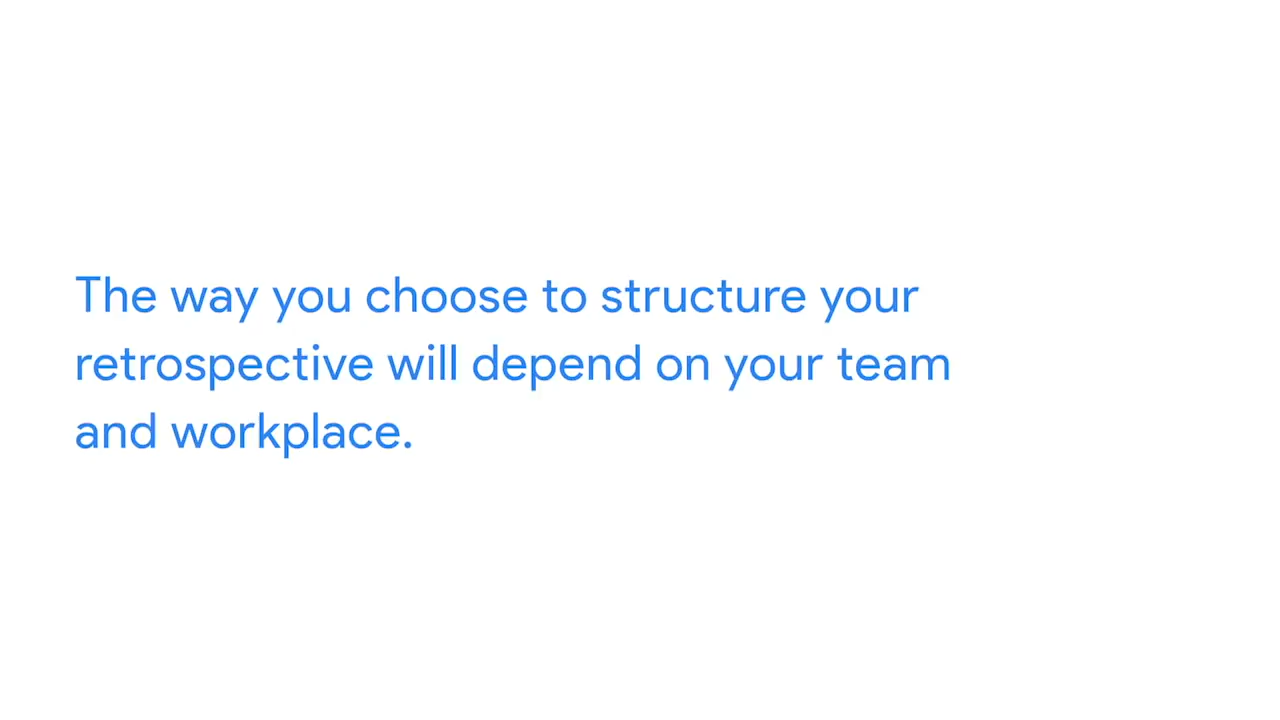 The way you choose to structure your
retrospective will depend on your team
and workplace.